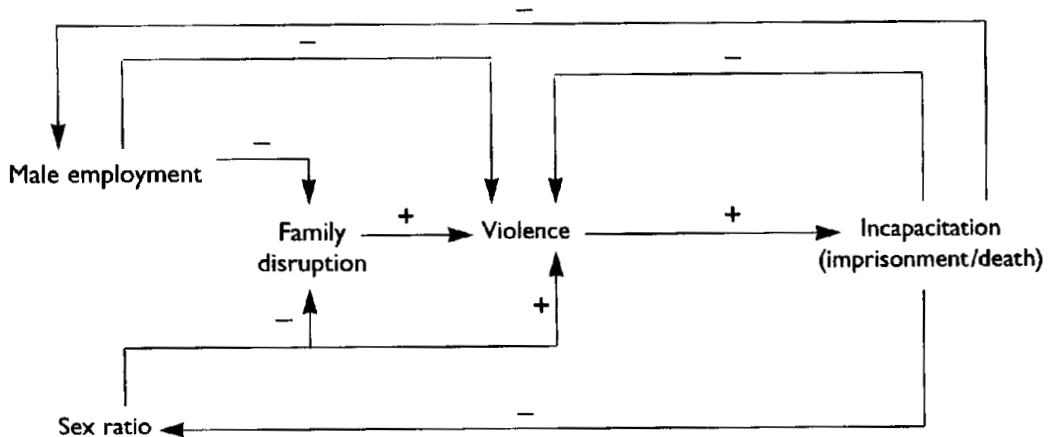 −
−
−
−
Male employment
+
+
Family
disruption
Violence
Incapacitation
(imprisonment/death)
−
+
Sex ratio
−